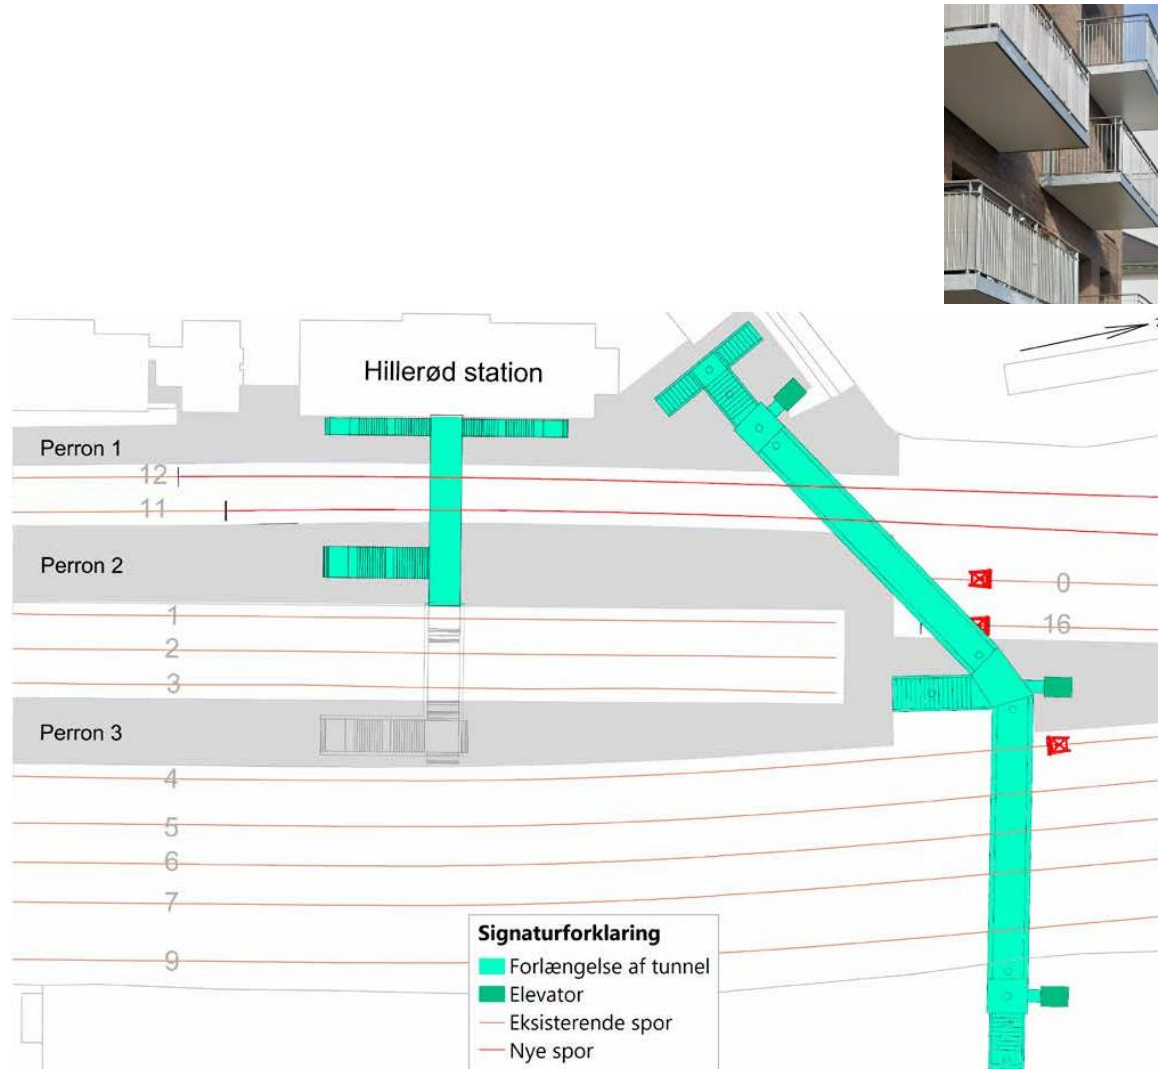 Hillerød station
Perron 1
12
11
Perron 2
0
1
16
2
3
Perron 3
4
5
6
7
9
Signaturforklaring
Forlængelse af tunnel
Elevator
Eksisterende spor
Nye spor